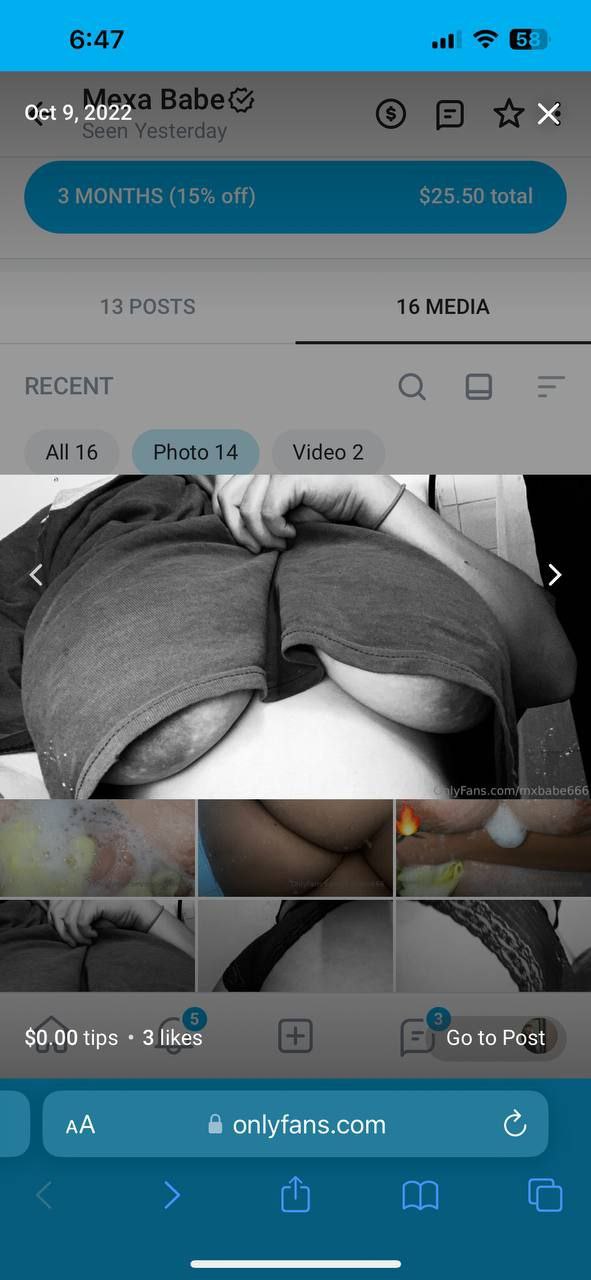 6:47
58
Mexa Babe
Oct 9, 2022
Seen Yesterday
3 MONTHS (15% off)
$25.50 total
13 POSTS
16 MEDIA
RECENT
All 16
Photo 14
Video 2
OnlyFans.com/mxbabe666
5
3
$0.00 tips • 3 likes
Go to Post
AA
onlyfans.com